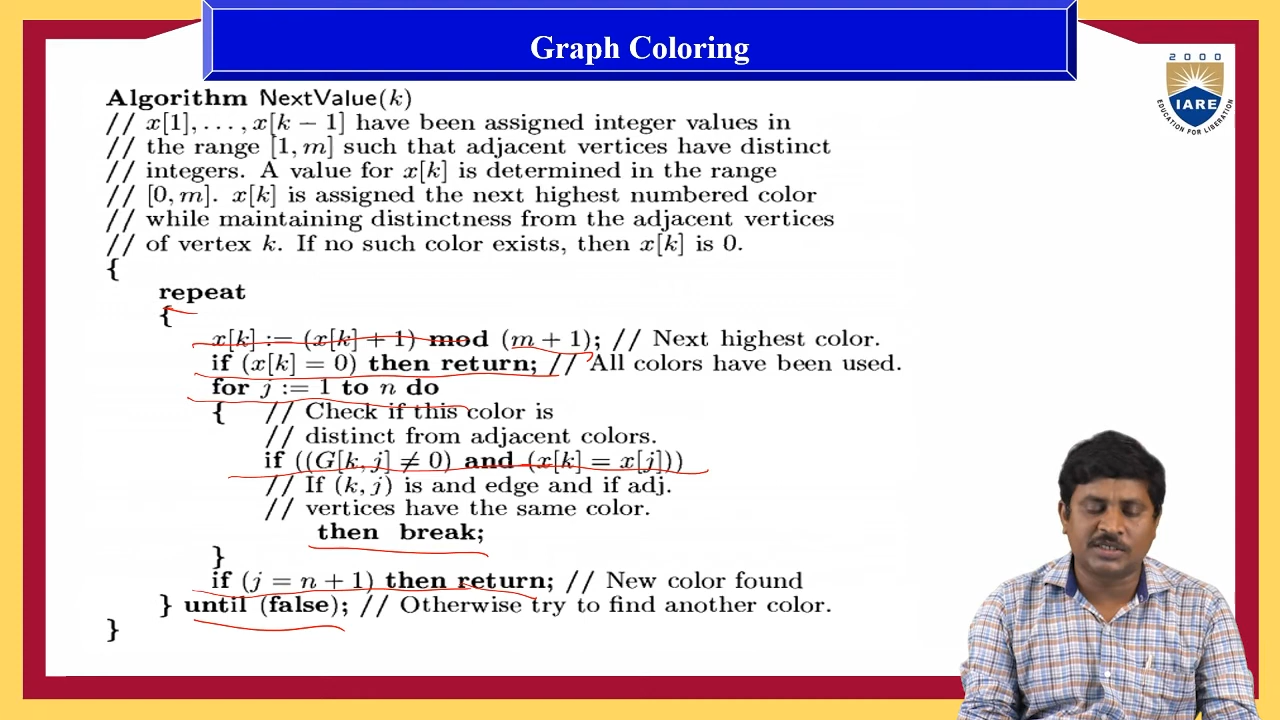 Graph Coloring
2000
IARE
EDUCATION FOR LIBERATION
Algorithm NextValue(k)
// x[1], . . . , x[k − 1] have been assigned integer values in
// the range [1, m] such that adjacent vertices have distinct
// integers. A value for x[k] is determined in the range
// [0, m]. x[k] is assigned the next highest numbered color
// while maintaining distinctness from the adjacent vertices
// of vertex k. If no such color exists, then x[k] is 0.
{
repeat
{
x[k] := (x[k] + 1) mod (m + 1); // Next highest color.
if (x[k] = 0) then return; // All colors have been used.
for j := 1 to n do
{ // Check if this color is
// distinct from adjacent colors.
if ((G[k, j] ≠ 0) and (x[k] = x[j]))
// If (k, j) is and edge and if adj.
// vertices have the same color.
then break;
}
if (j = n + 1) then return; // New color found
} until (false); // Otherwise try to find another color.
}